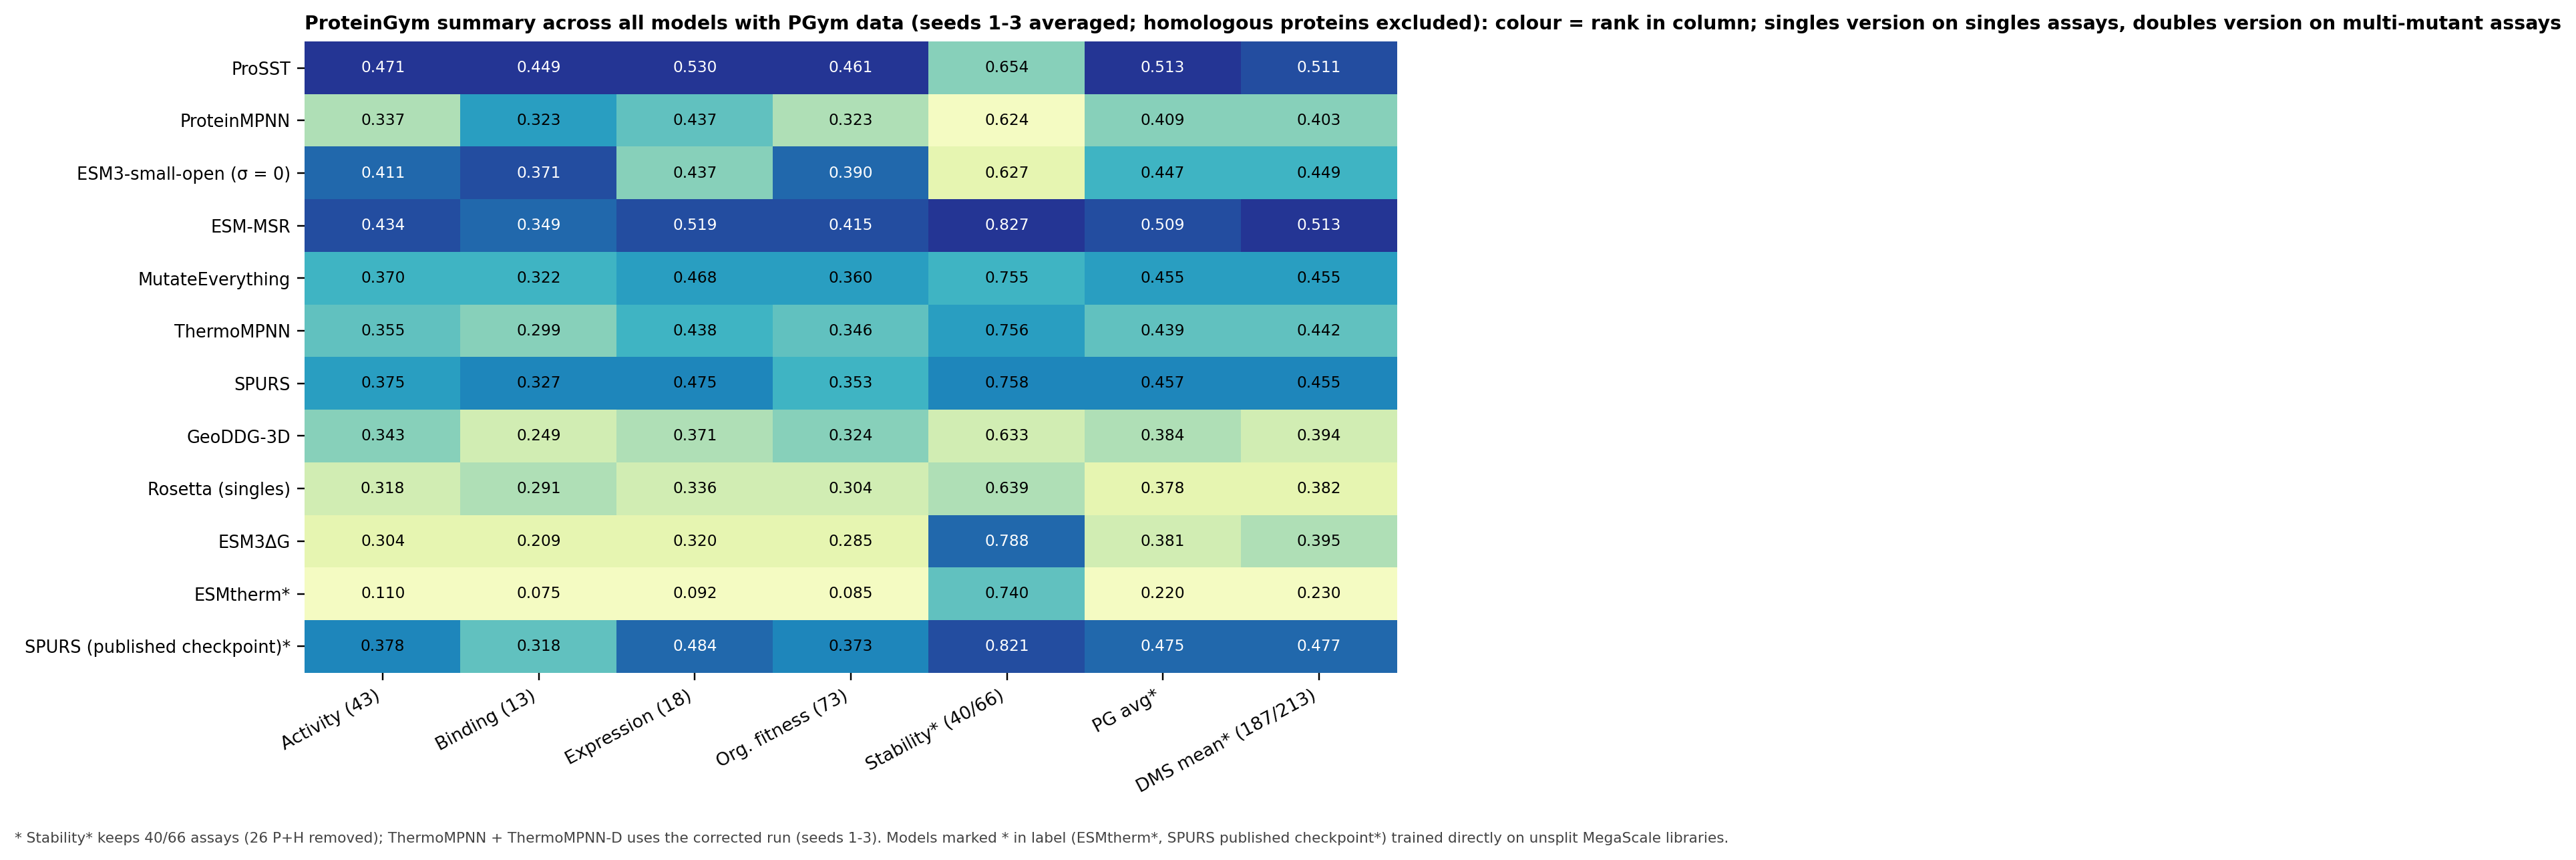 ProteinGym summary across all models with PGym data (seeds 1-3 averaged; homologous proteins excluded): colour = rank in column; singles version on singles assays, doubles version on multi-mutant assays
ProSST 0.471 0.449 0.530 0.461 0.654 0.513 0.511
ProteinMPNN 0.337 0.323 0.437 0.323 0.624 0.409 0.403
ESM3-small-open (σ = 0) 0.411 0.371 0.437 0.390 0.627 0.447 0.449
ESM-MSR 0.434 0.349 0.519 0.415 0.827 0.509 0.513
MutateEverything 0.370 0.322 0.468 0.360 0.755 0.455 0.455
ThermoMPNN 0.355 0.299 0.438 0.346 0.756 0.439 0.442
SPURS 0.375 0.327 0.475 0.353 0.758 0.457 0.455
GeoDDG-3D 0.343 0.249 0.371 0.324 0.633 0.384 0.394
Rosetta (singles) 0.318 0.291 0.336 0.304 0.639 0.378 0.382
ESM3ΔG 0.304 0.209 0.320 0.285 0.788 0.381 0.395
ESMtherm* 0.110 0.075 0.092 0.085 0.740 0.220 0.230
SPURS (published checkpoint)* 0.378 0.318 0.484 0.373 0.821 0.475 0.477
Activity (43) Binding (13) Expression (18) Org. fitness (73) Stability* (40/66) PG avg* DMS mean* (187/213)
* Stability* keeps 40/66 assays (26 P+H removed); ThermoMPNN + ThermoMPNN-D uses the corrected run (seeds 1-3). Models marked * in label (ESMtherm*, SPURS published checkpoint*) trained directly on unsplit MegaScale libraries.